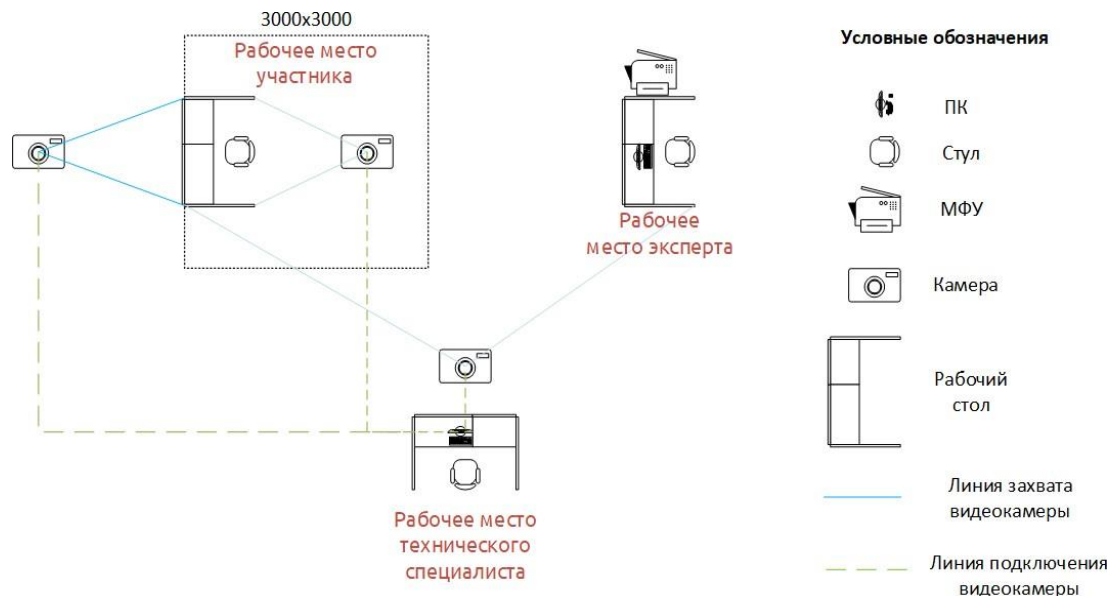 3000х3000
Рабочее место
участника
Рабочее
место эксперта
Рабочее место
технического
специалиста
Условные обозначения
ПК
Стул
МФУ
Камера
Рабочий
стол
Линия захвата
видеокамеры
Линия подключения
видеокамеры